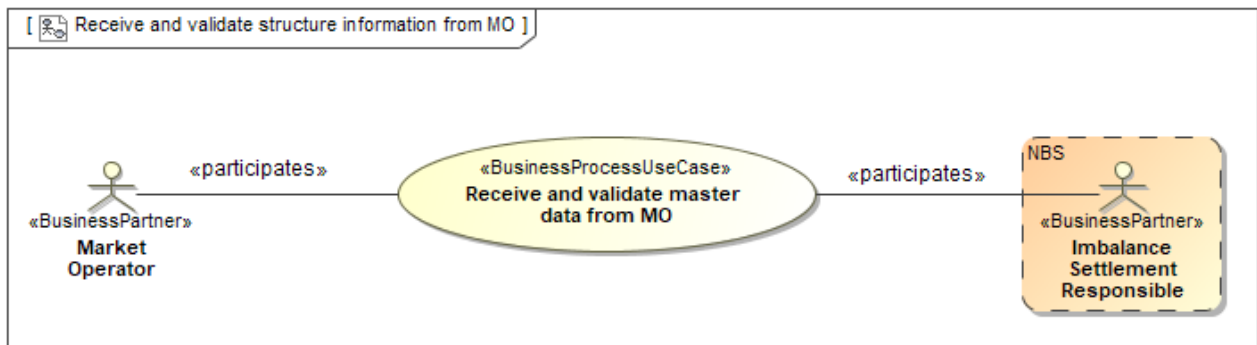 [ Receive and validate structure information from MO ]
«participates»
«BusinessProcessUseCase»
Receive and validate master
data from MO
«participates»
NBS
«BusinessPartner»
Market
Operator
«BusinessPartner»
Imbalance
Settlement
Responsible